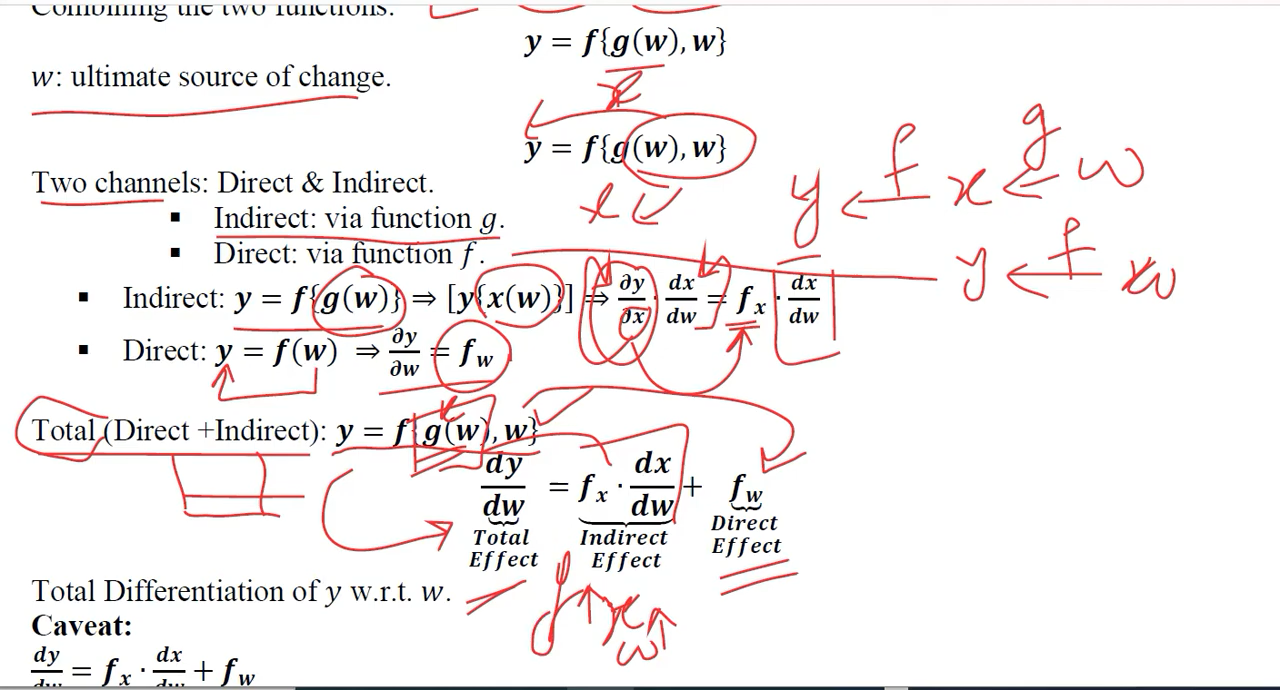 Combining the two functions:
y = f{g(w), w}
w: ultimate source of change.
x
y = f{g(w), w}
g
y ← f x ← w
Two channels: Direct & Indirect.
x
▪ Indirect: via function g.
▪ Direct: via function f.
y ← f w
▪ Indirect: y = f{g(w)} ⇒ [y{x(w)}] ⇒ ∂y/∂x · dx/dw = f_x · dx/dw
▪ Direct: y = f(w) ⇒ ∂y/∂w = f_w
x
Total (Direct +Indirect): y = f{g(w), w}
dy/dw = f_x · dx/dw + f_w
Total Effect Indirect Effect Direct Effect
Total Differentiation of y w.r.t. w.
y ↑ x
w ↑
Caveat:
dy/dw = f_x · dx/dw + f_w